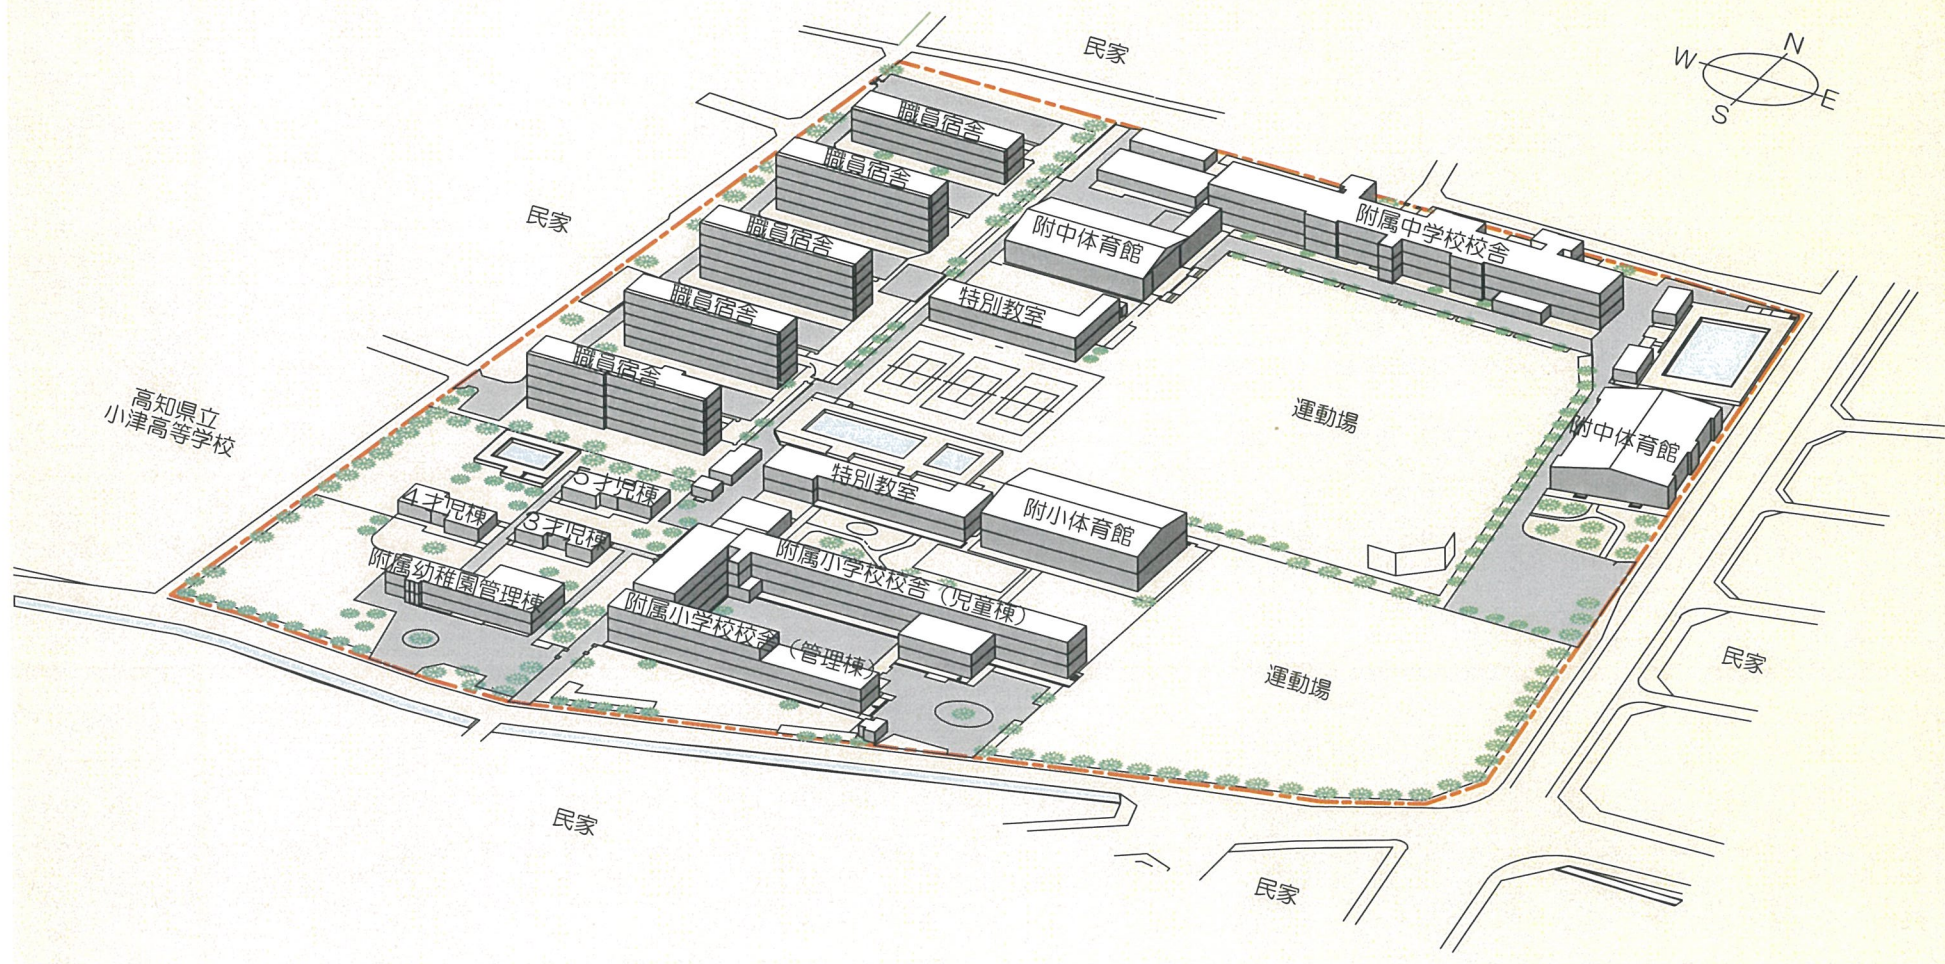 民家
N
W
E
S
職員宿舎
職員宿舎
民家
職員宿舎
附中体育館
附属中学校校舎
職員宿舎
特別教室
職員宿舎
高知県立
小津高等学校
運動場
附中体育館
特別教室
5才児棟
4才児棟
3才児棟
附小体育館
附属幼稚園管理棟
附属小学校校舎(児童棟)
附属小学校校舎(管理棟)
運動場
民家
民家
民家